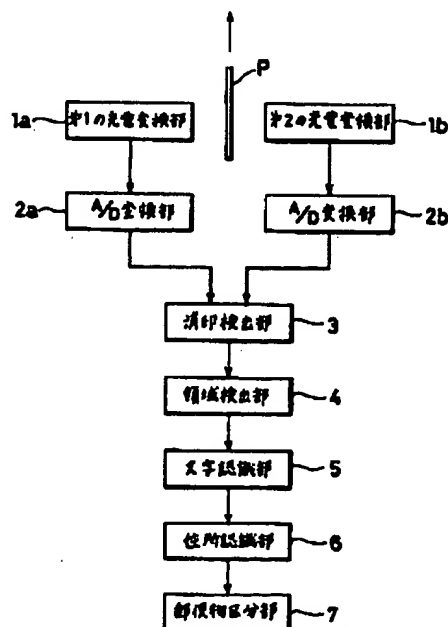 P
1a
第1の光電変換部
第2の光電変換部
1b
2a
A/D変換部
A/D変換部
2b
消印検出部
3
領域検出部
4
文字認識部
5
住所認識部
6
郵便物区分部
7